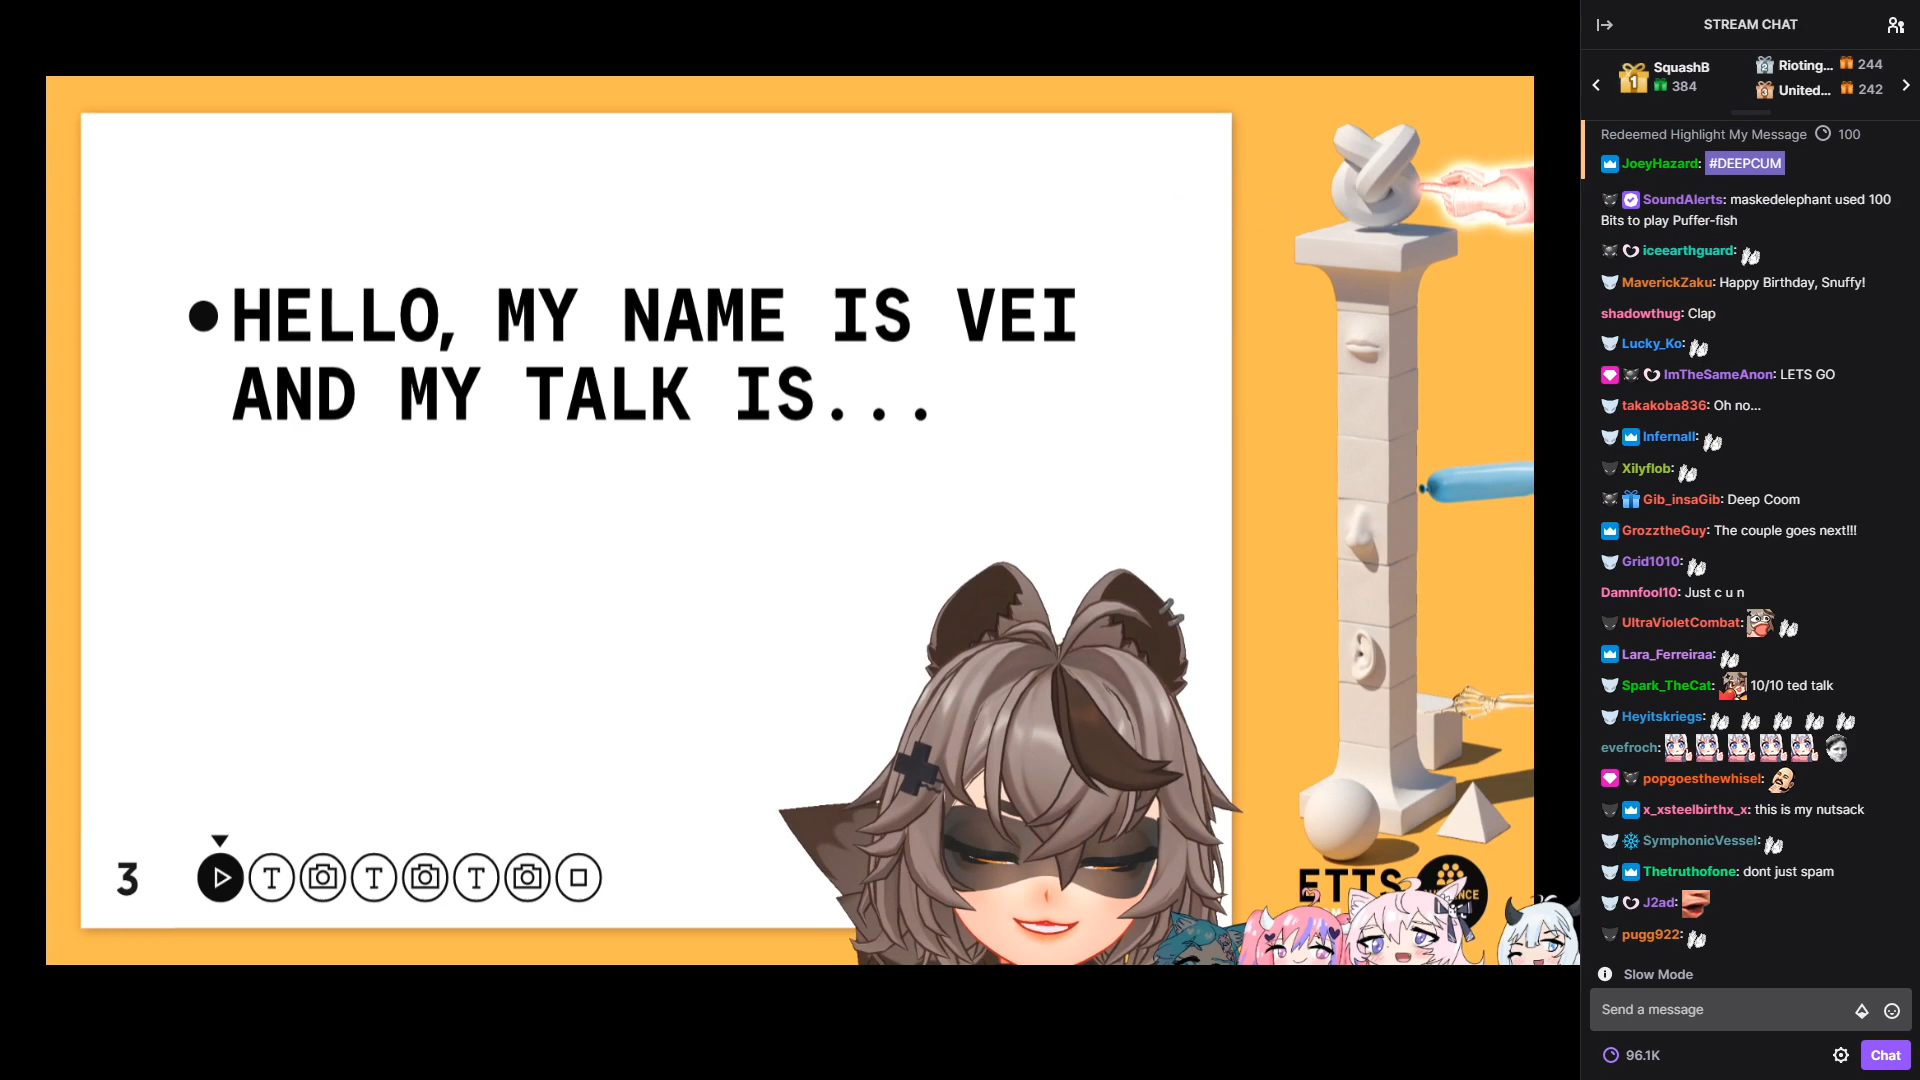 •HELLO, MY NAME IS VEI
AND MY TALK IS...
3
T
T
T
ETTS
STREAM CHAT
1
SquashB
384
2
Rioting...
244
3
United...
242
Redeemed Highlight My Message 100
JoeyHazard: #DEEPCUM
SoundAlerts: maskedelephant used 100
Bits to play Puffer-fish
iceearthguard:
MaverickZaku: Happy Birthday, Snuffy!
shadowthug: Clap
Lucky_Ko:
ImTheSameAnon: LETS GO
takakoba836: Oh no...
Infernall:
Xilyflob:
Gib_insaGib: Deep Coom
GrozztheGuy: The couple goes next!!!
Grid1010:
Damnfool10: Just c u n
UltraVioletCombat:
Lara_Ferreiraa:
Spark_TheCat: 10/10 ted talk
Heyitskriegs:
evefroch:
popgoesthewhisel:
x_xsteelbirthx_x: this is my nutsack
SymphonicVessel:
Thetruthofone: dont just spam
J2ad:
pugg922:
Slow Mode
Send a message
96.1K
Chat